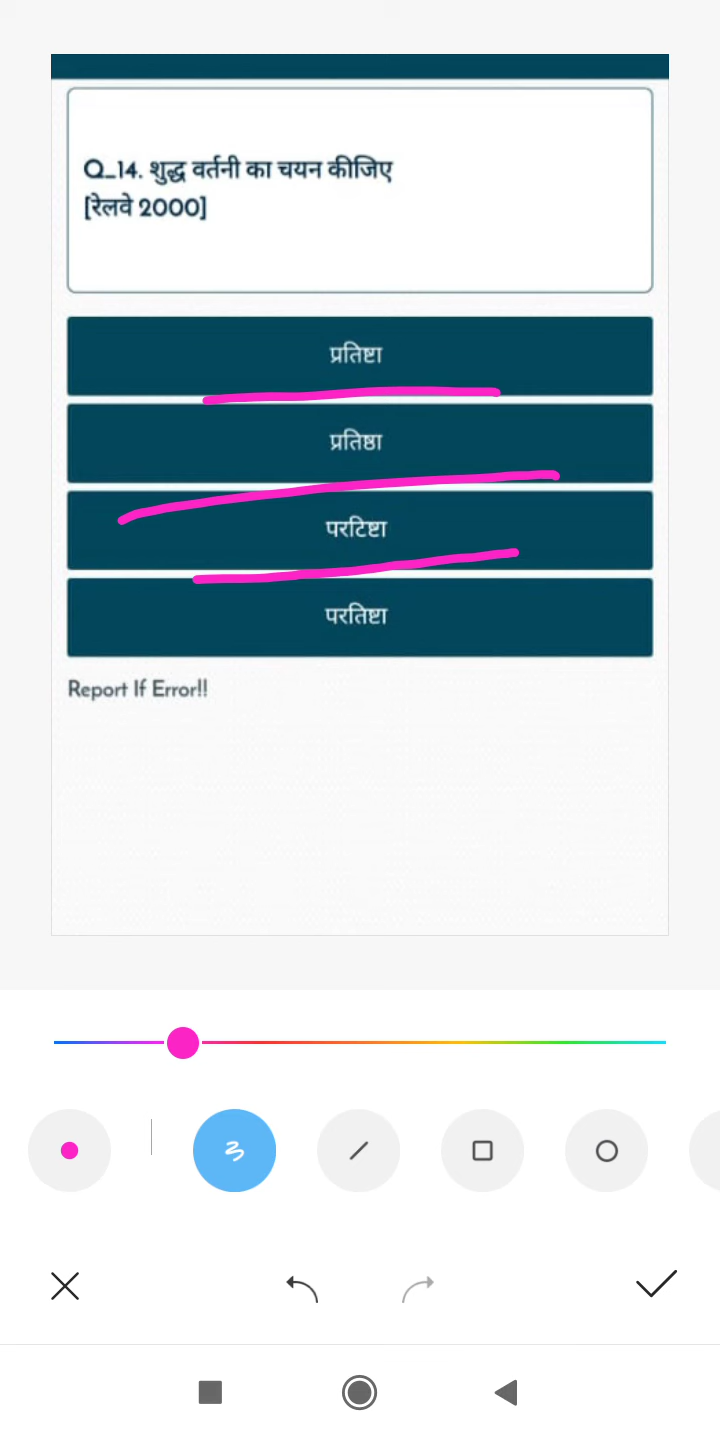 Q_14. शुद्ध वर्तनी का चयन कीजिए
[रेलवे 2000]
प्रतिष्टा
प्रतिष्ठा
परटिष्टा
परतिष्टा
Report If Error!!